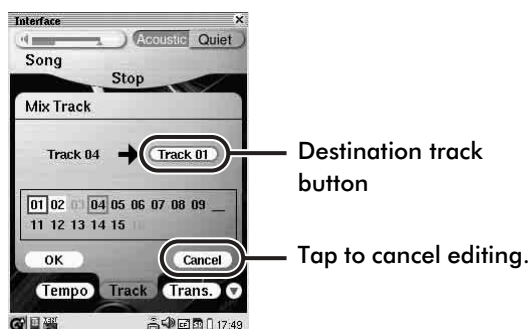 Interface ×
Acoustic Quiet
Song
Stop
Mix Track
Track 04 Track 01
01 02 03 04 05 06 07 08 09 __
11 12 13 14 15 16
OK Cancel
Tempo Track Trans.
17:49
Destination track
button
Tap to cancel editing.